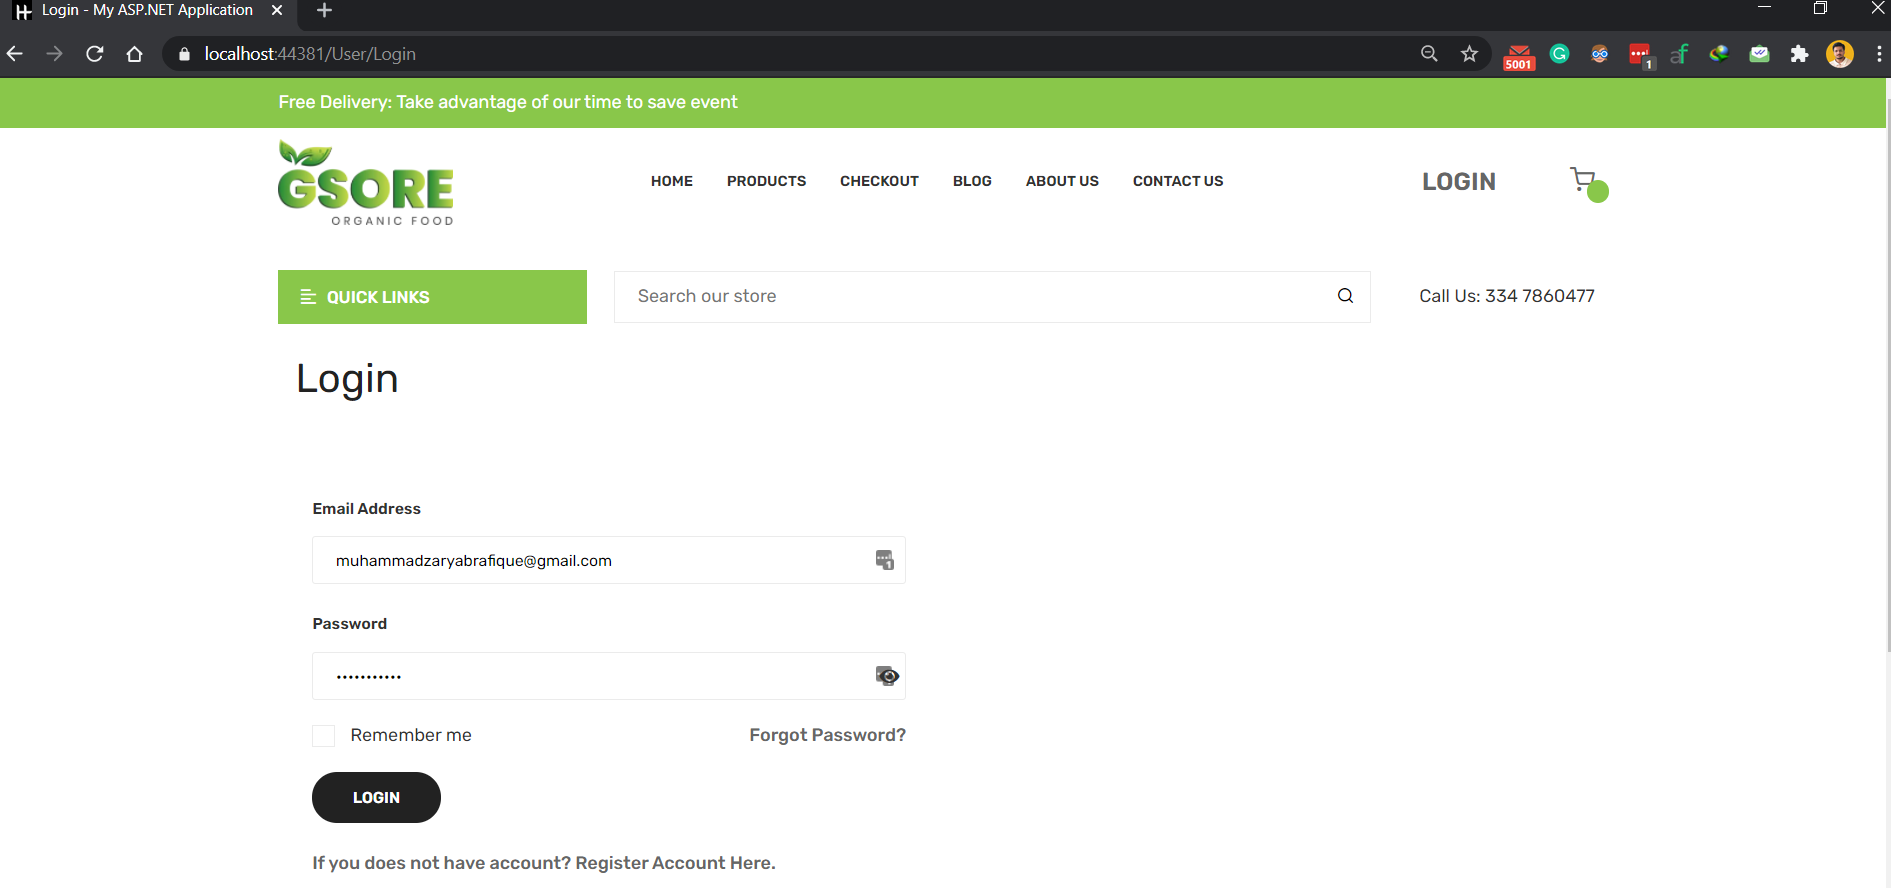 Login - My ASP.NET Application
localhost:44381/User/Login
5001
1
Free Delivery: Take advantage of our time to save event
GSORE
ORGANIC FOOD
HOME PRODUCTS CHECKOUT BLOG ABOUT US CONTACT US
LOGIN
QUICK LINKS
Search our store
Call Us: 334 7860477
Login
Email Address
muhammadzaryabrafique@gmail.com
1
Password
Remember me
Forgot Password?
LOGIN
If you does not have account? Register Account Here.